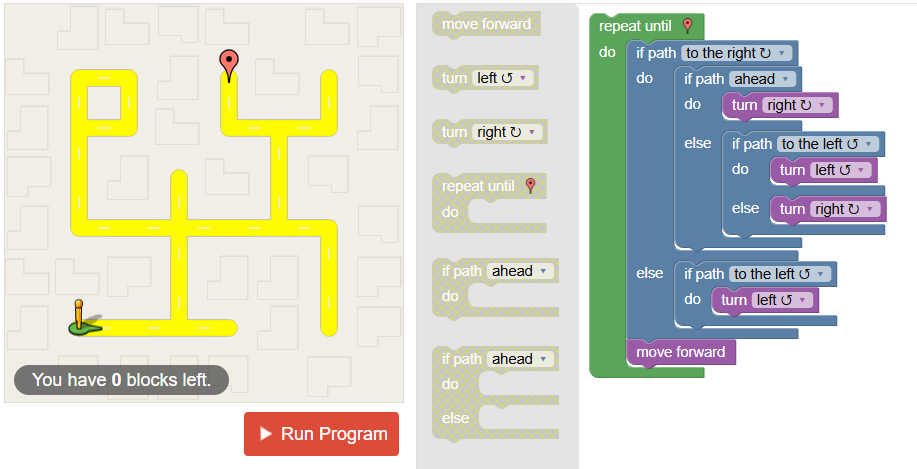 You have 0 blocks left.
Run Program
move forward
turn left ↺ ▾
turn right ↻ ▾
repeat until
do
if path ahead ▾
do
if path ahead ▾
do
else
repeat until
do
if path to the right ↻ ▾
do
if path ahead ▾
do
turn right ↻ ▾
else
if path to the left ↺ ▾
do
turn left ↺ ▾
else
turn right ↻ ▾
else
if path to the left ↺ ▾
do
turn left ↺ ▾
move forward